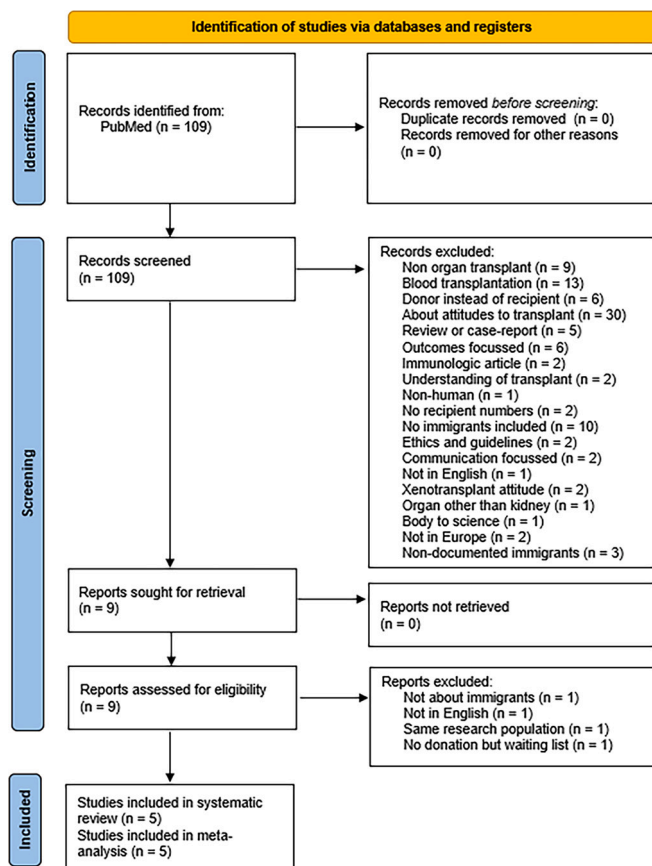 Identification of studies via databases and registers
Identification
Records identified from:
PubMed (n = 109)
Records removed before screening:
Duplicate records removed (n = 0)
Records removed for other reasons
(n = 0)
Screening
Records screened
(n = 109)
Records excluded:
Non organ transplant (n = 9)
Blood transplantation (n = 13)
Donor instead of recipient (n = 6)
About attitudes to transplant (n = 30)
Review or case-report (n = 5)
Outcomes focussed (n = 6)
Immunologic article (n = 2)
Understanding of transplant (n = 2)
Non-human (n = 1)
No recipient numbers (n = 2)
No immigrants included (n = 10)
Ethics and guidelines (n = 2)
Communication focussed (n = 2)
Not in English (n = 1)
Xenotransplant attitude (n = 2)
Organ other than kidney (n = 1)
Body to science (n = 1)
Not in Europe (n = 2)
Non-documented immigrants (n = 3)
Reports sought for retrieval
(n = 9)
Reports not retrieved
(n = 0)
Reports assessed for eligibility
(n = 9)
Reports excluded:
Not about immigrants (n = 1)
Not in English (n = 1)
Same research population (n = 1)
No donation but waiting list (n = 1)
Included
Studies included in systematic
review (n = 5)
Studies included in meta-
analysis (n = 5)